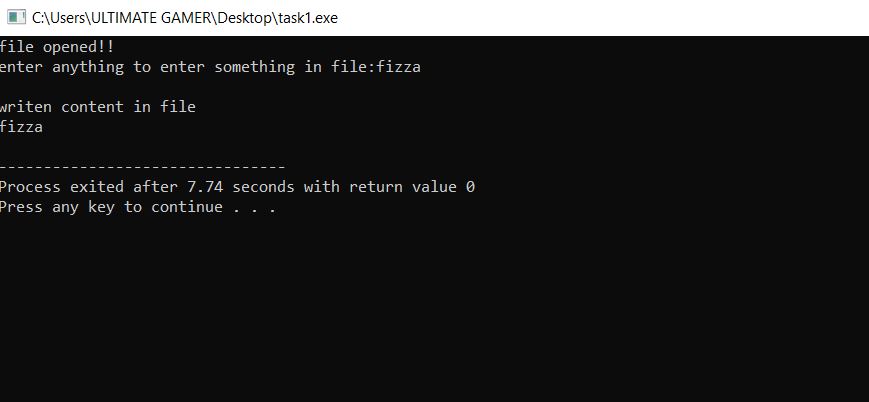 C:\Users\ULTIMATE GAMER\Desktop\task1.exe
file opened!!
enter anything to enter something in file:fizza
writen content in file
fizza
--------------------------------
Process exited after 7.74 seconds with return value 0
Press any key to continue . . .